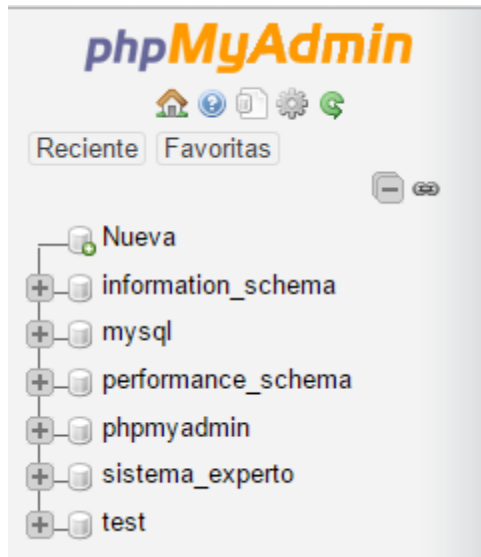 phpMyAdmin
Reciente Favoritas
Nueva
information_schema
mysql
performance_schema
phpmyadmin
sistema_experto
test